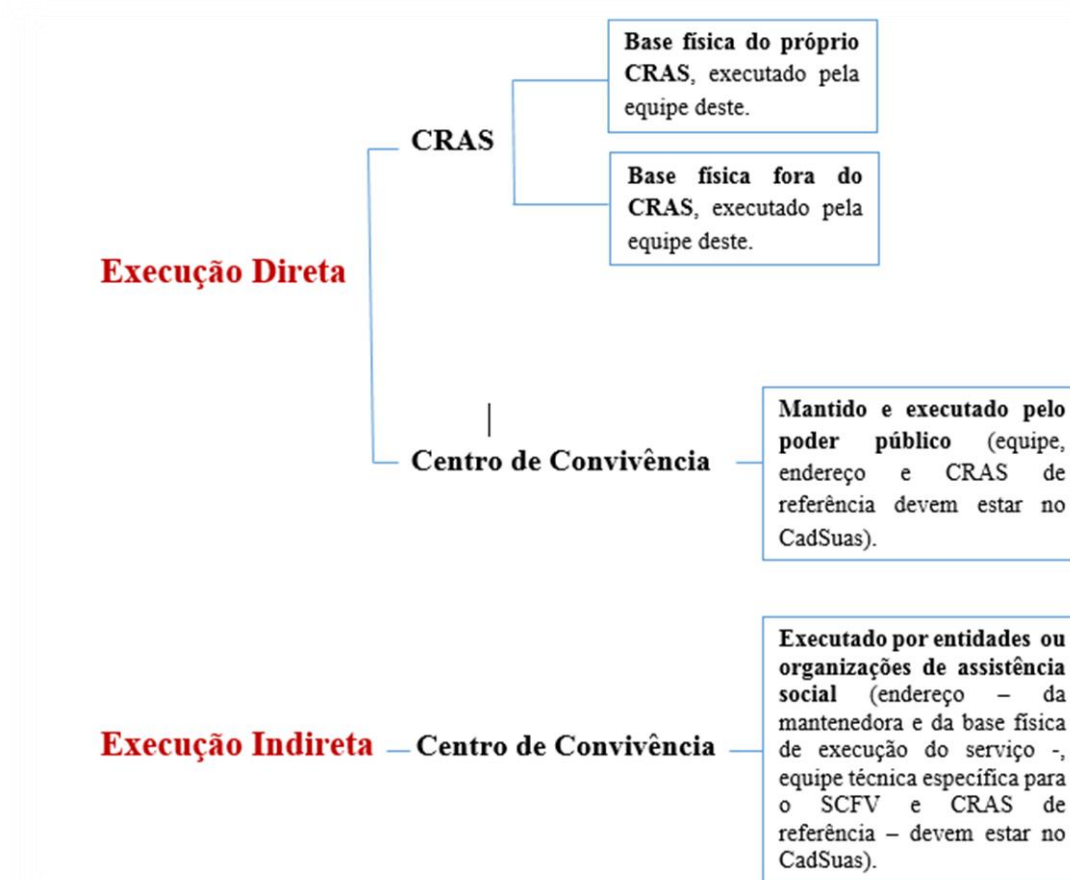 Base física do próprio
CRAS, executado pela
equipe deste.
CRAS
Base física fora do
CRAS, executado pela
equipe deste.
Execução Direta
Mantido e executado pelo
poder público (equipe,
endereço e CRAS de
referência devem estar no
CadSuas).
Centro de Convivência
Executado por entidades ou
organizações de assistência
social (endereço – da
mantenedora e da base física
de execução do serviço -,
equipe técnica específica para
o SCFV e CRAS de
referência – devem estar no
CadSuas).
Execução Indireta
Centro de Convivência